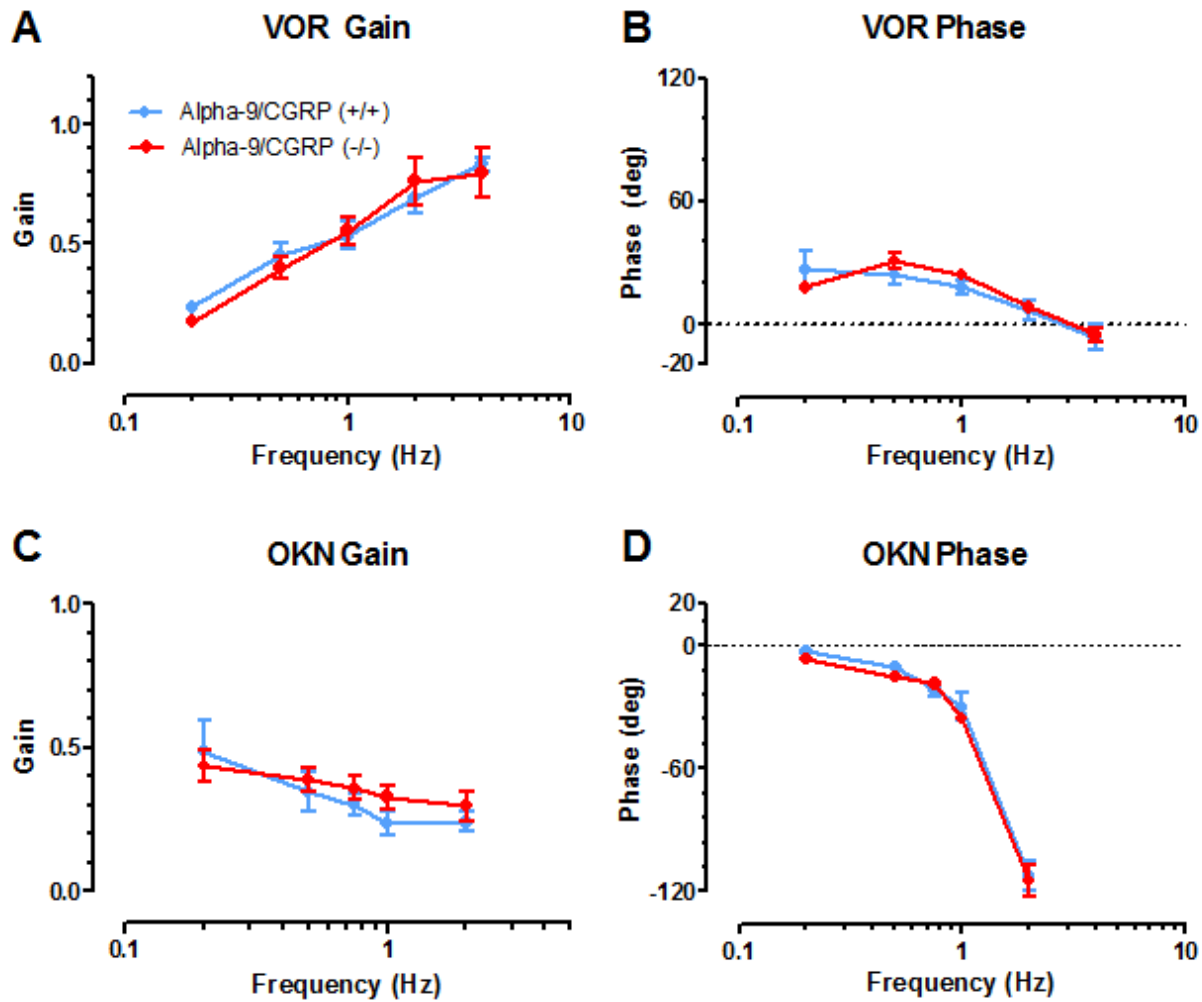 A
VOR Gain
Alpha-9/CGRP (+/+)
Alpha-9/CGRP (-/-)
1.0
0.5
0.0
Gain
0.1
1
10
Frequency (Hz)
B
VOR Phase
120
60
0
-20
Phase (deg)
0.1
1
10
Frequency (Hz)
C
OKN Gain
1.0
0.5
0.0
Gain
0.1
1
Frequency (Hz)
D
OKN Phase
20
0
-60
-120
Phase (deg)
0.1
1
10
Frequency (Hz)